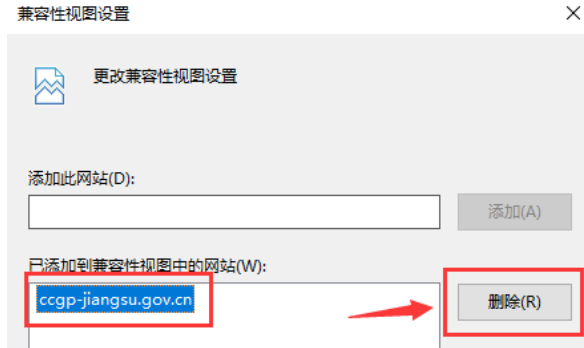 兼容性视图设置
更改兼容性视图设置
添加此网站(D):
添加(A)
已添加到兼容性视图中的网站(W):
ccgp-jiangsu.gov.cn
删除(R)